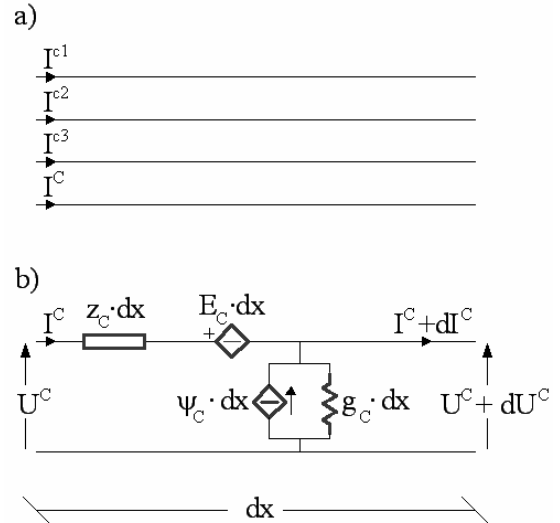 a)
I^c1
I^c2
I^c3
I^C
b)
I^C z_C·dx E_C·dx I^C+dI^C
+
U^C ψ_C·dx g_C·dx U^C+dU^C
dx